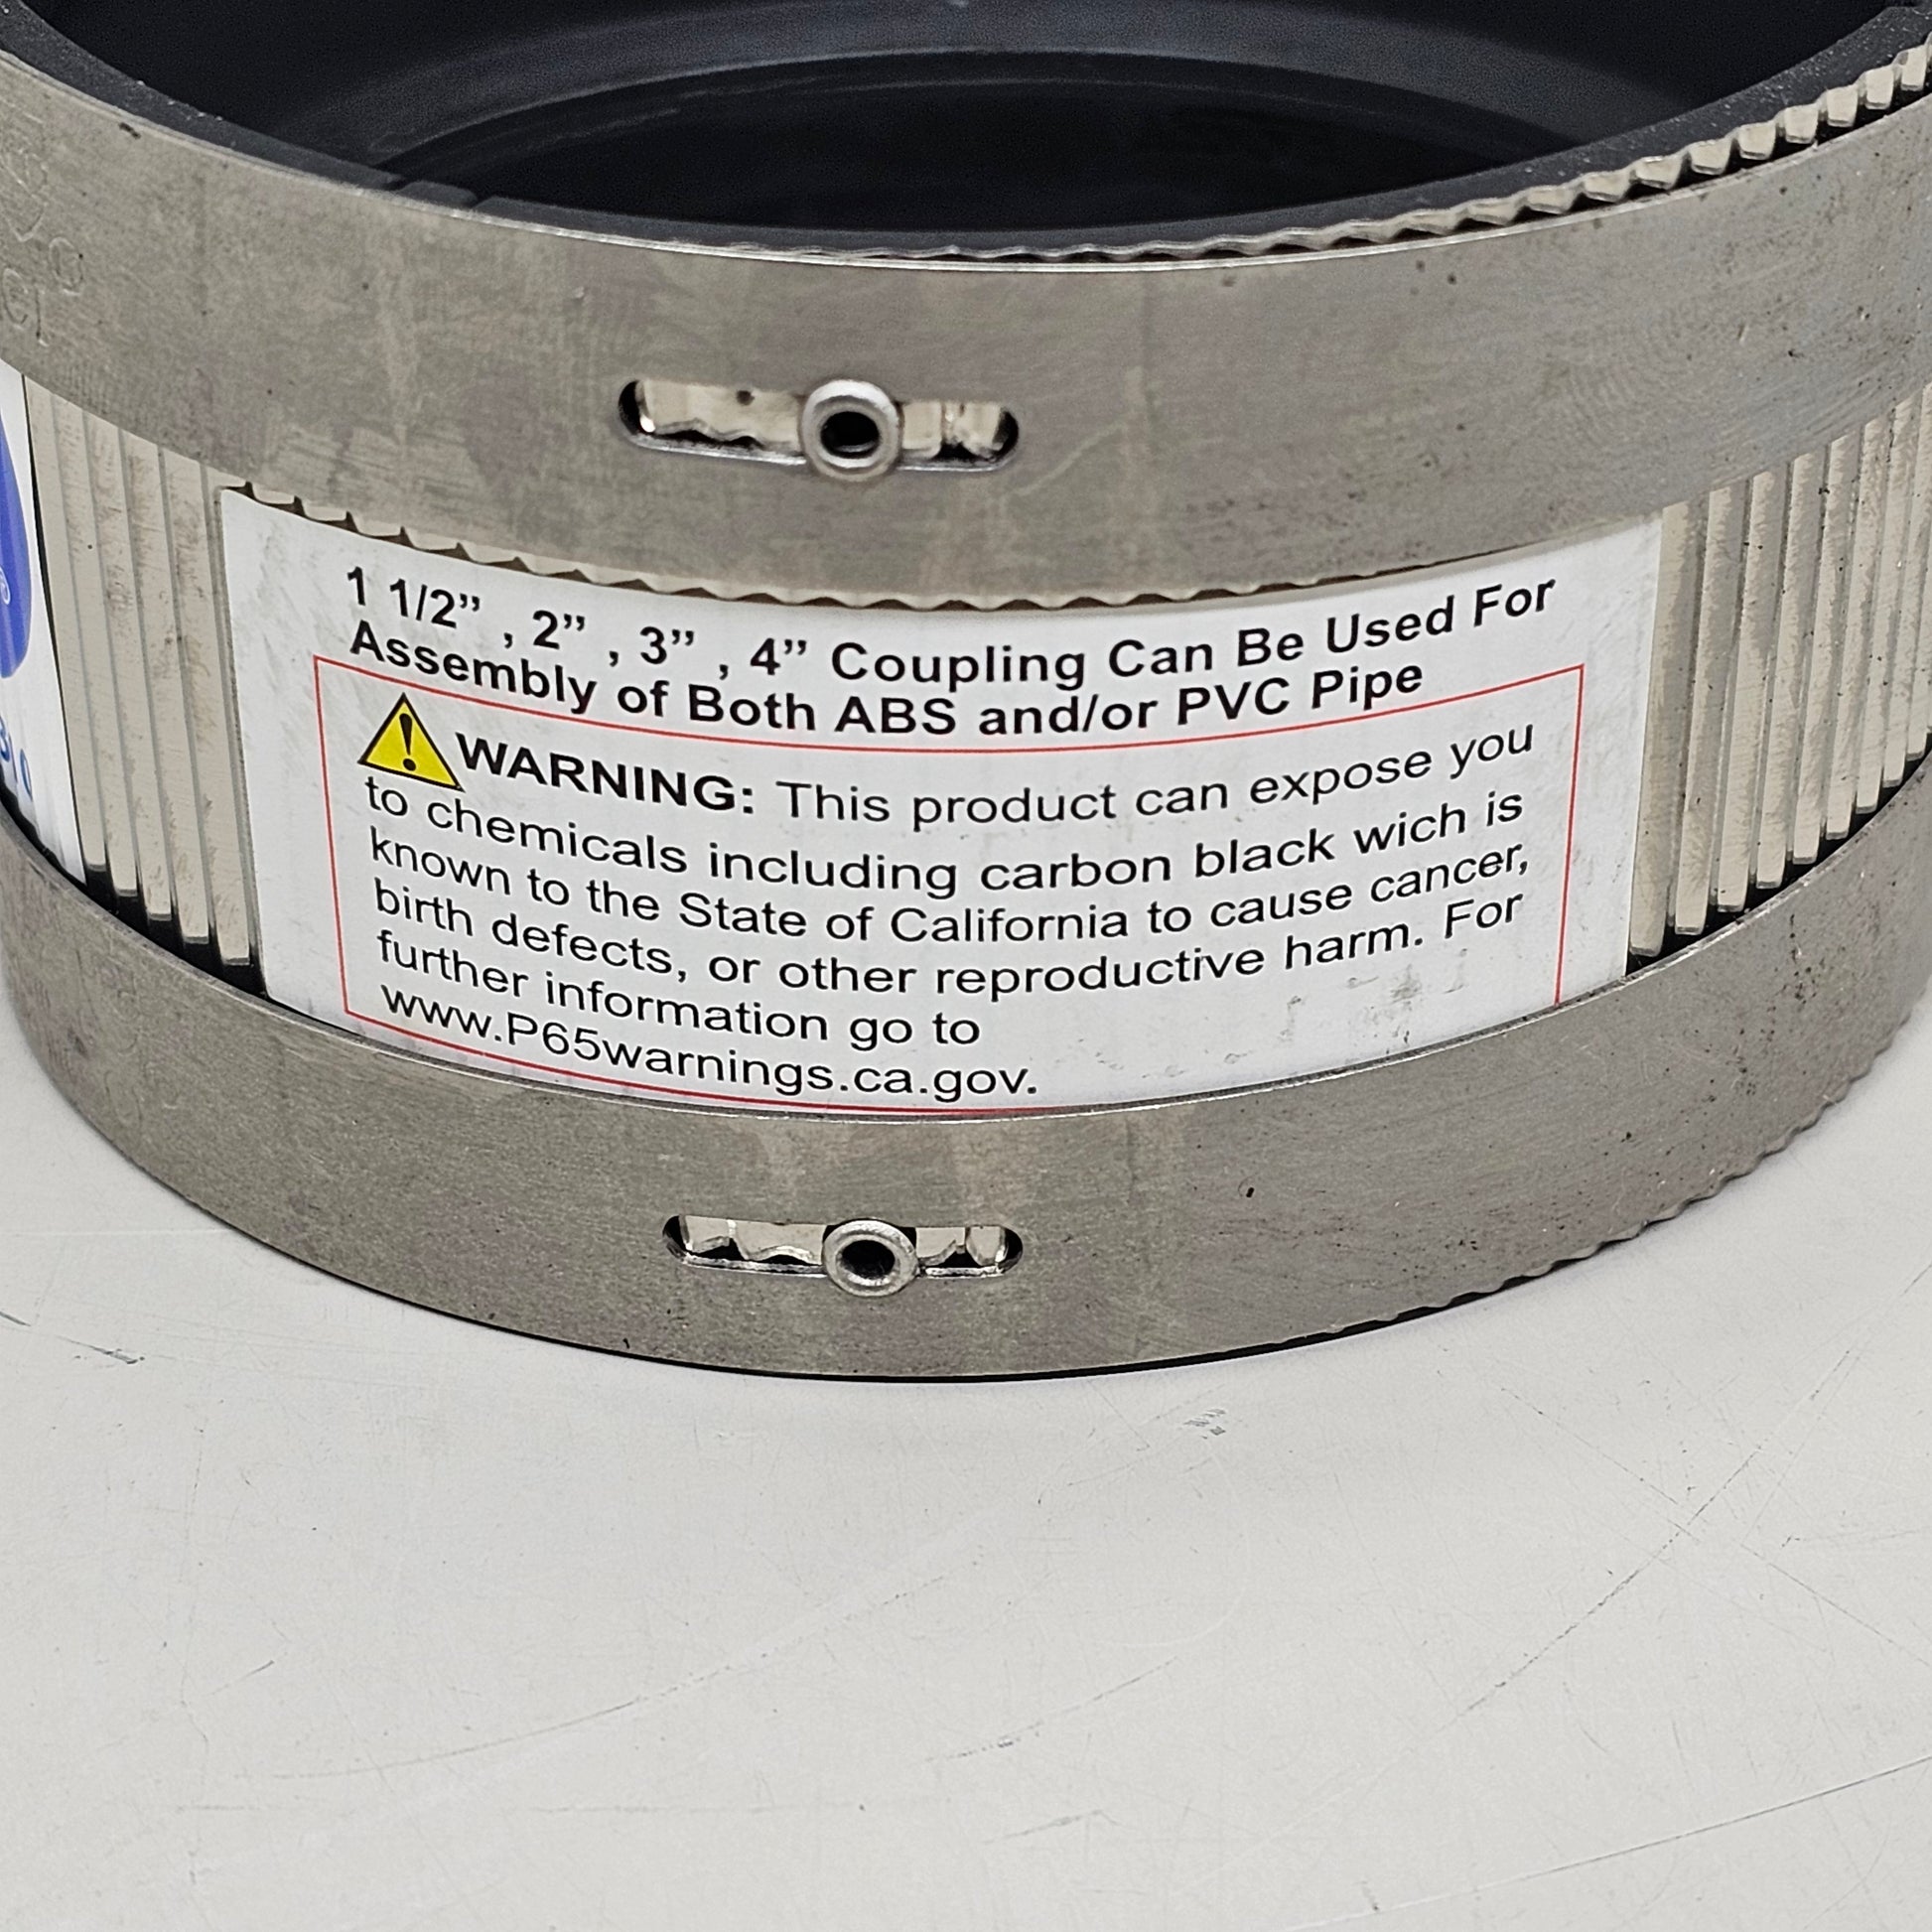 1 1/2” , 2” , 3” , 4” Coupling Can Be Used For
Assembly of Both ABS and/or PVC Pipe
WARNING: This product can expose you
to chemicals including carbon black wich is
known to the State of California to cause cancer,
birth defects, or other reproductive harm. For
further information go to
www.P65warnings.ca.gov.